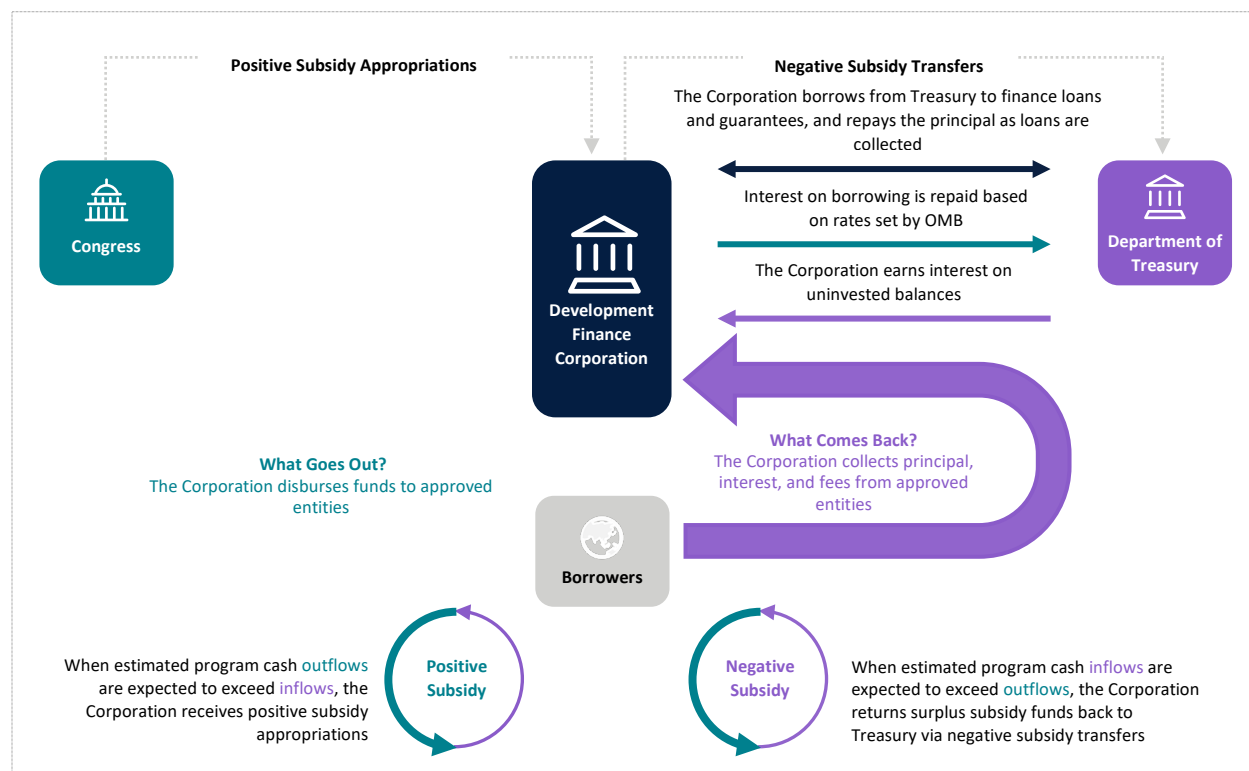 Positive Subsidy Appropriations
Negative Subsidy Transfers
The Corporation borrows from Treasury to finance loans
and guarantees, and repays the principal as loans are
collected
Congress
Development
Finance
Corporation
Interest on borrowing is repaid based
on rates set by OMB
The Corporation earns interest on
uninvested balances
Department of
Treasury
What Goes Out?
The Corporation disburses funds to approved
entities
What Comes Back?
The Corporation collects principal,
interest, and fees from approved
entities
Borrowers
When estimated program cash outflows
are expected to exceed inflows, the
Corporation receives positive subsidy
appropriations
Positive
Subsidy
Negative
Subsidy
When estimated program cash inflows are
expected to exceed outflows, the Corporation
returns surplus subsidy funds back to
Treasury via negative subsidy transfers